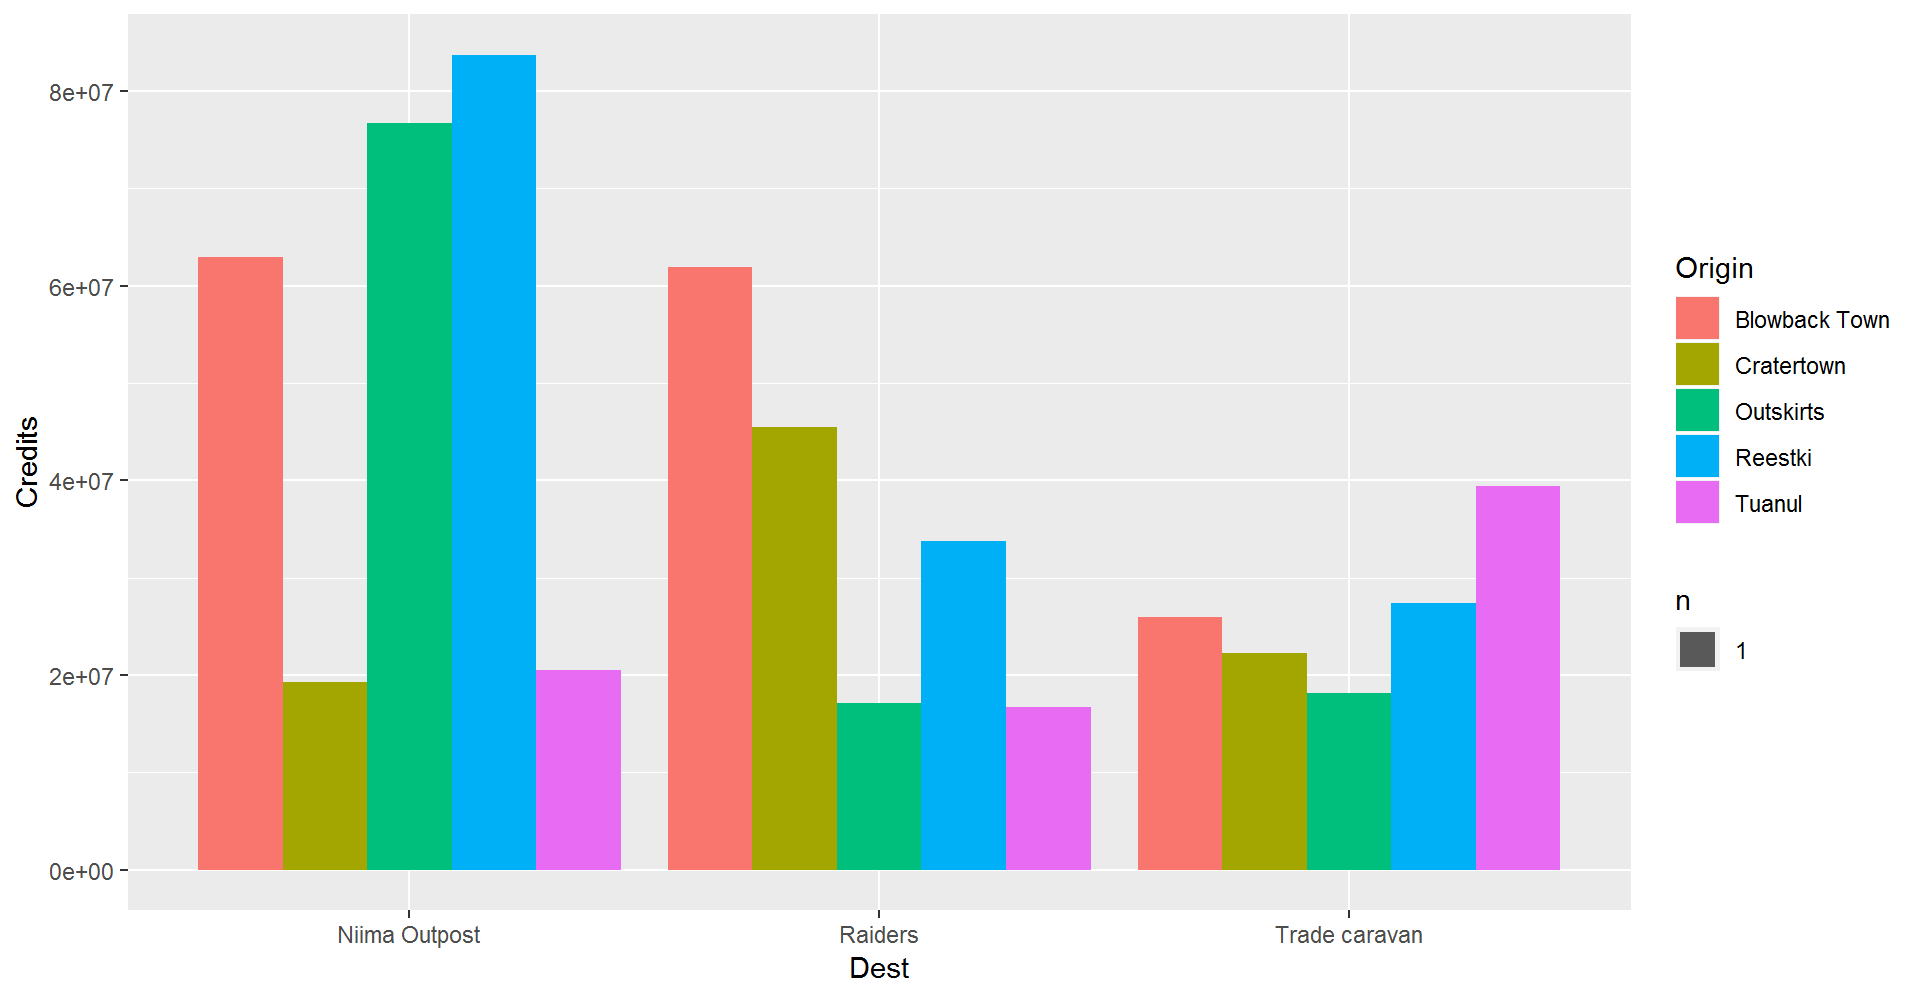 8e+07
6e+07
4e+07
2e+07
0e+00
Credits
Niima Outpost
Raiders
Trade caravan
Dest
Origin
Blowback Town
Cratertown
Outskirts
Reestki
Tuanul
n
1